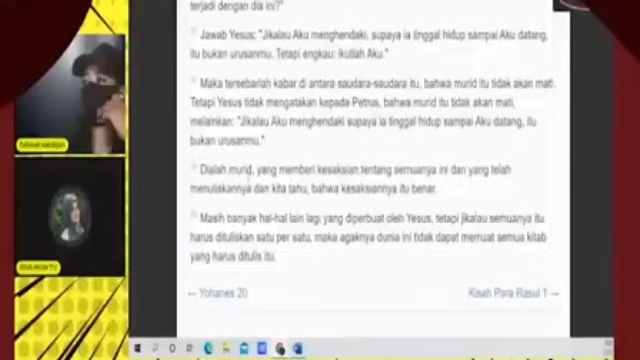 terjadi dengan dia ini?"
Jawab Yesus: "Jikalau Aku menghendaki, supaya ia tinggal hidup sampai Aku datang,
itu bukan urusanmu. Tetapi engkau: ikutlah Aku."
Maka tersebarlah kabar di antara saudara-saudara itu, bahwa murid itu tidak akan mati.
Tetapi Yesus tidak mengatakan kepada Petrus, bahwa murid itu tidak akan mati,
melainkan: "Jikalau Aku menghendaki supaya ia tinggal hidup sampai Aku datang, itu
bukan urusanmu."
Dialah murid, yang memberi kesaksian tentang semuanya ini dan yang telah
menuliskannya dan kita tahu, bahwa kesaksiannya itu benar.
Masih banyak hal-hal lain lagi yang diperbuat oleh Yesus, tetapi jikalau semuanya itu
harus dituliskan satu per satu, maka agaknya dunia ini tidak dapat memuat semua kitab
yang harus ditulis itu.
← Yohanes 20
Kisah Para Rasul 1 →